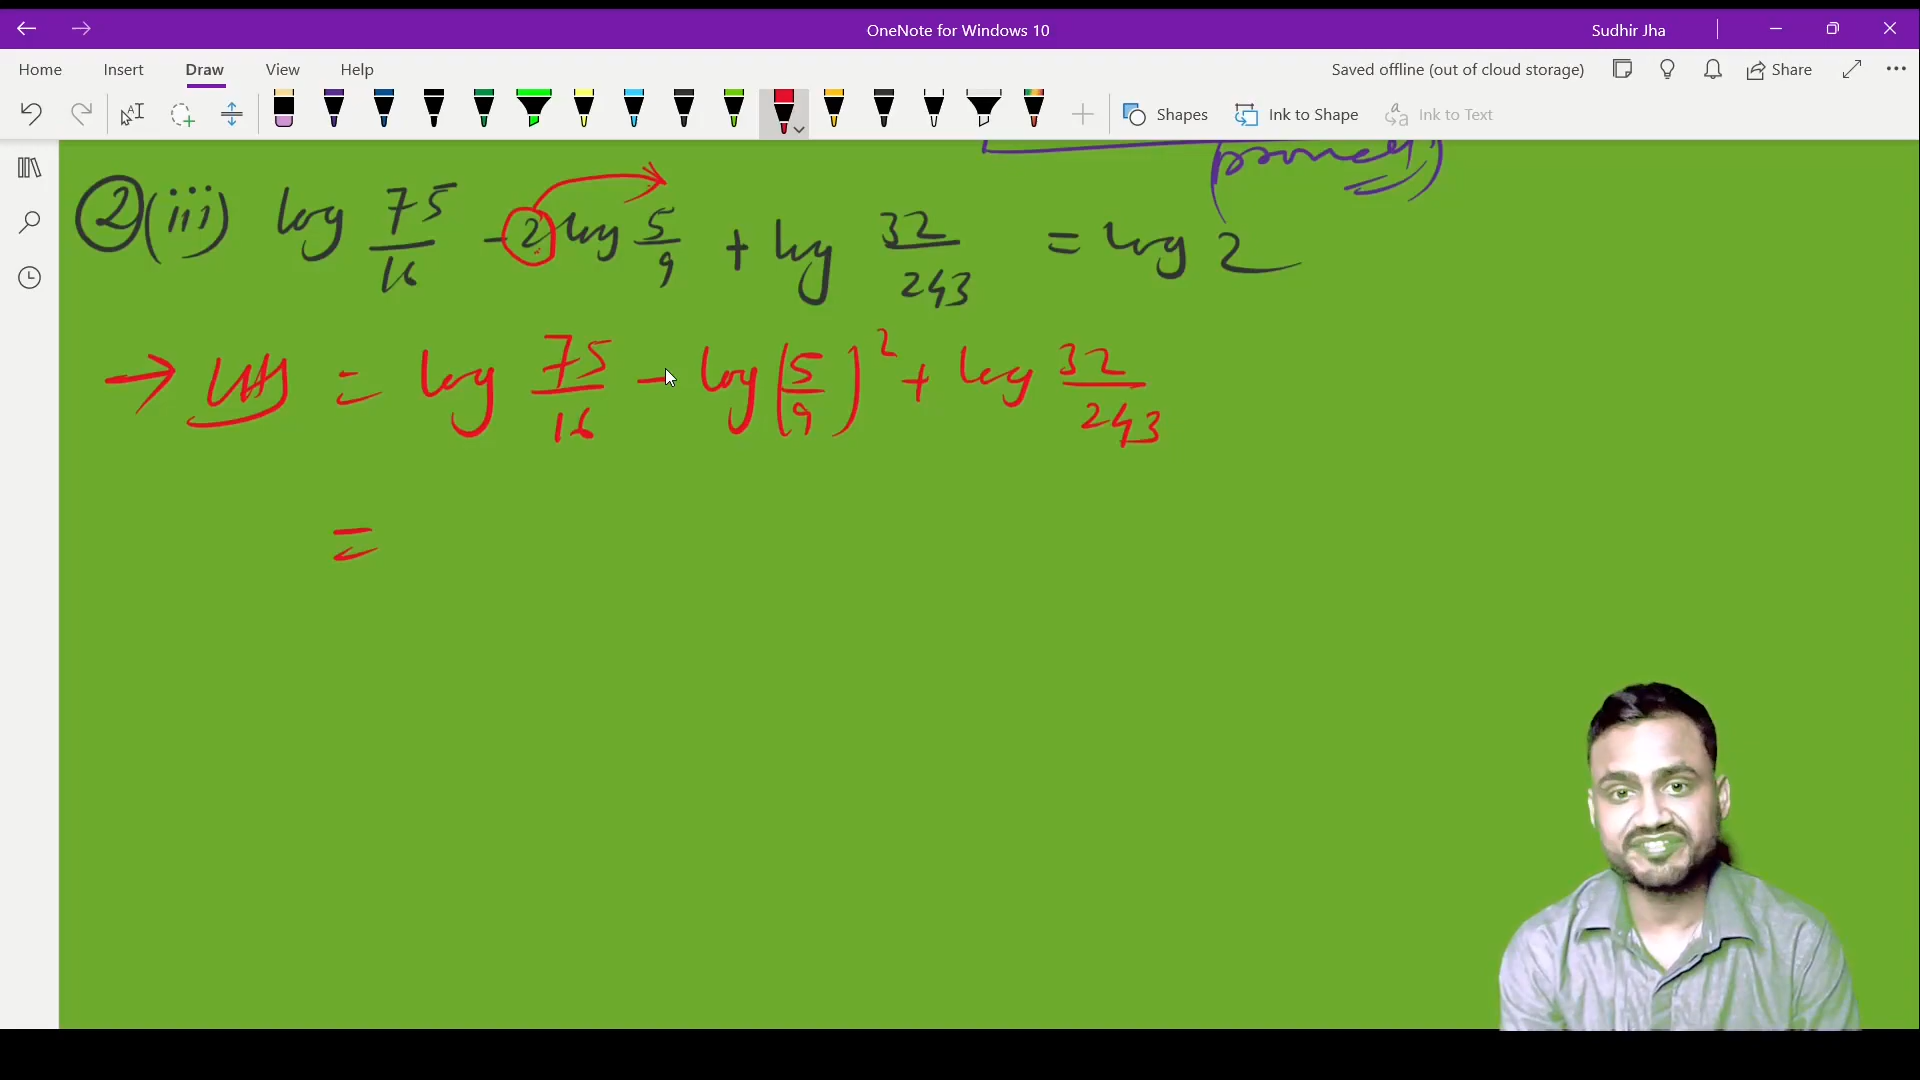 OneNote for Windows 10
Sudhir Jha
Home Insert Draw View Help
Saved offline (out of cloud storage) Share
Shapes Ink to Shape Ink to Text
② (iii) log 75/16 - 2 log 5/9 + log 32/243 = log 2
→ LHS = log 75/16 - log (5/9)² + log 32/243
=